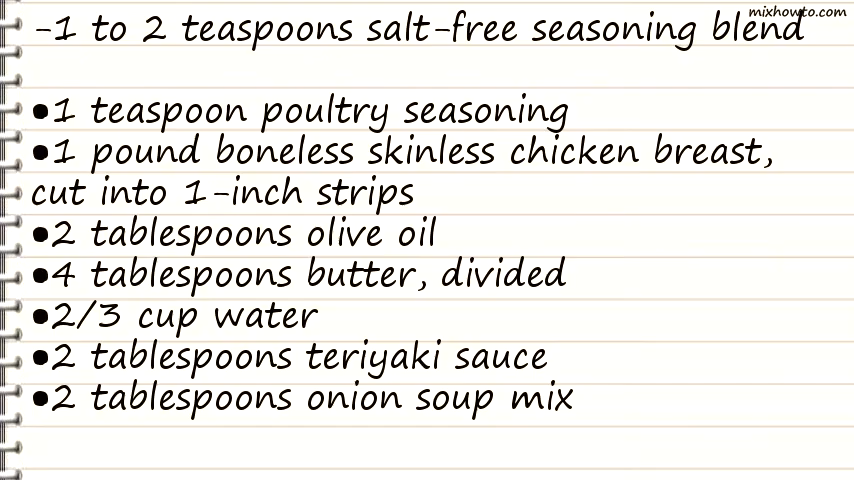 mixhowto.com
-1 to 2 teaspoons salt-free seasoning blend
•1 teaspoon poultry seasoning
•1 pound boneless skinless chicken breast,
cut into 1-inch strips
•2 tablespoons olive oil
•4 tablespoons butter, divided
•2/3 cup water
•2 tablespoons teriyaki sauce
•2 tablespoons onion soup mix